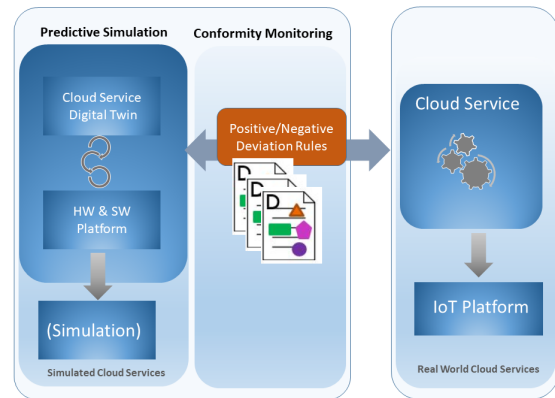 Predictive Simulation
Conformity Monitoring
Cloud Service
Digital Twin
HW & SW
Platform
(Simulation)
Simulated Cloud Services
Positive/Negative
Deviation Rules
D
D
D
Cloud Service
IoT Platform
Real World Cloud Services